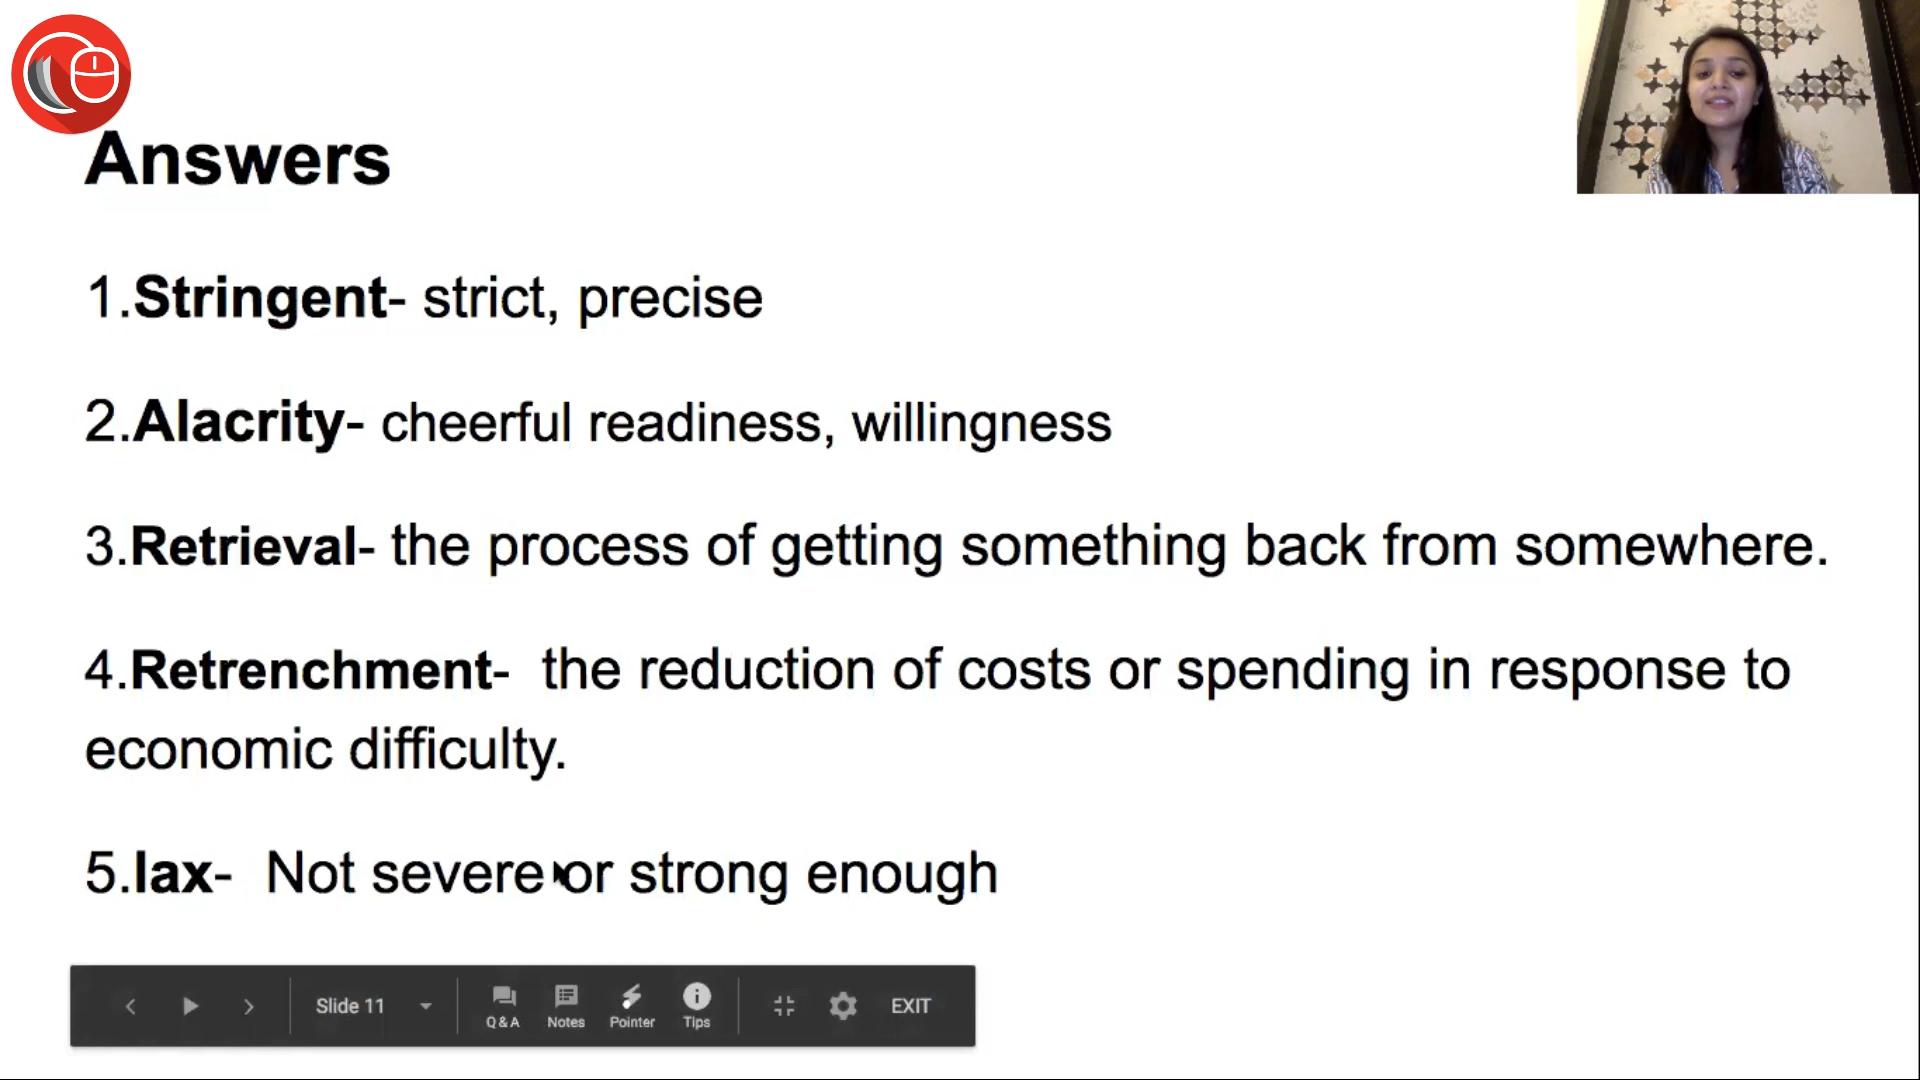 Answers
1.Stringent- strict, precise
2.Alacrity- cheerful readiness, willingness
3.Retrieval- the process of getting something back from somewhere.
4.Retrenchment-  the reduction of costs or spending in response to
economic difficulty.
5.lax-  Not severe or strong enough
Slide 11
Q & A
Notes
Pointer
Tips
EXIT